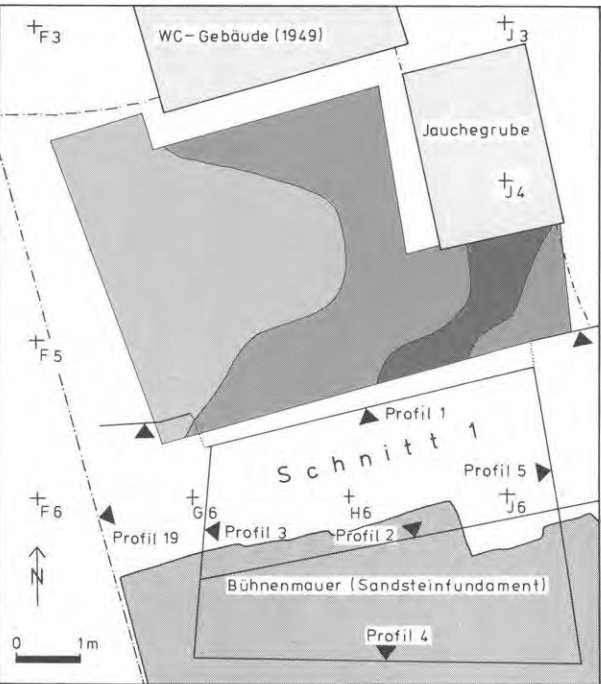 F3
WC-Gebäude (1949)
J3
Jauchegrube
J4
F5
Profil 1
Schnitt 1
Profil 5
F6
G6
H6
J6
Profil 19
Profil 3
Profil 2
N
Bühnenmauer (Sandsteinfundament)
0 1m
Profil 4